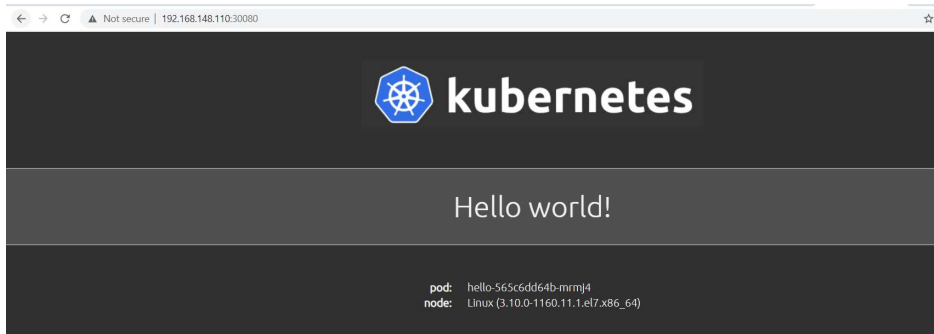 Not secure | 192.168.148.110:30080
kubernetes
Hello world!
pod: hello-565c6dd64b-mrmj4
node: Linux (3.10.0-1160.11.1.el7.x86_64)